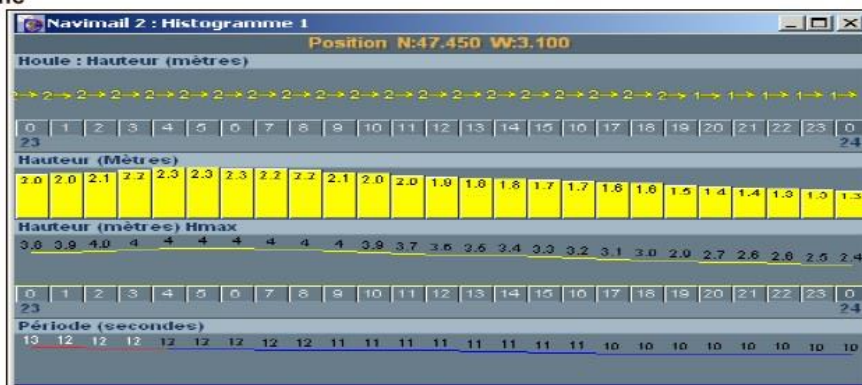 Navimail 2 : Histogramme 1
Position N:47.450 W:3.100
Houle : Hauteur (mètres)
2 2 2 2 2 2 2 2 2 2 2 2 2 2 2 2 2 2 2 2 1 1 1 1 1
0 1 2 3 4 5 6 7 8 9 10 11 12 13 14 15 16 17 18 19 20 21 22 23 0
23 24
Hauteur (Mètres)
2.0 2.0 2.1 2.2 2.3 2.3 2.3 2.2 2.2 2.1 2.0 2.0 1.9 1.8 1.8 1.7 1.7 1.6 1.6 1.5 1.4 1.4 1.3 1.3 1.3
Hauteur (mètres) Hmax
3.8 3.9 4.0 4 4 4 4 4 4 4 3.9 3.7 3.6 3.5 3.4 3.3 3.2 3.1 3.0 2.9 2.7 2.6 2.6 2.5 2.4
0 1 2 3 4 5 6 7 8 9 10 11 12 13 14 15 16 17 18 19 20 21 22 23 0
23 24
Période (secondes)
13 12 12 12 12 12 12 12 12 11 11 11 11 11 11 11 11 10 10 10 10 10 10 10 10